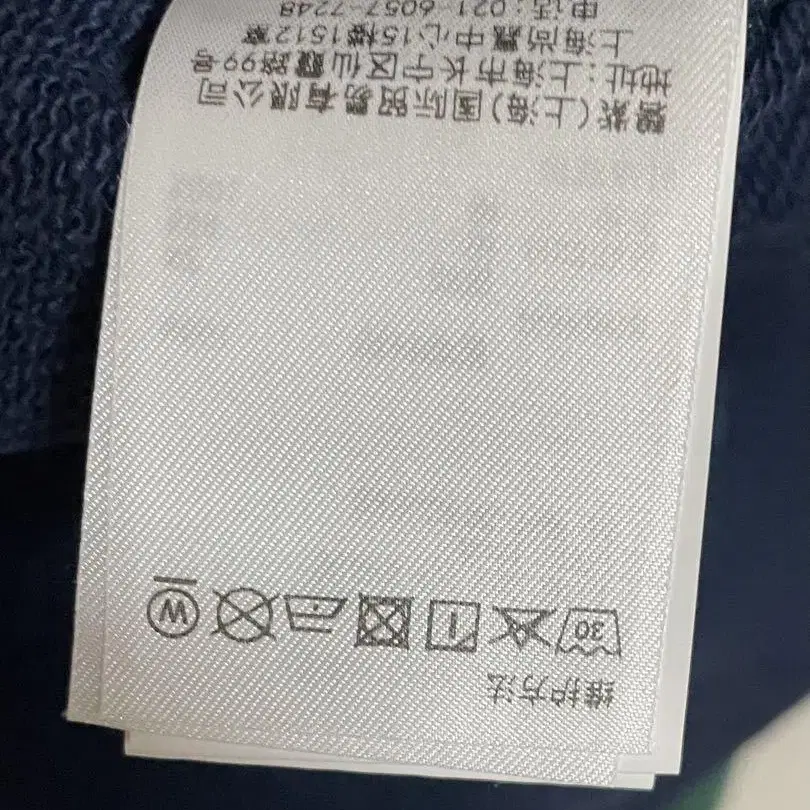 维护方法
30 W
(上海)国际贸易有限公司
地址:上海市长宁区仙霞路99号
上海尚嘉中心15楼1512室
电话:021-6057-7248